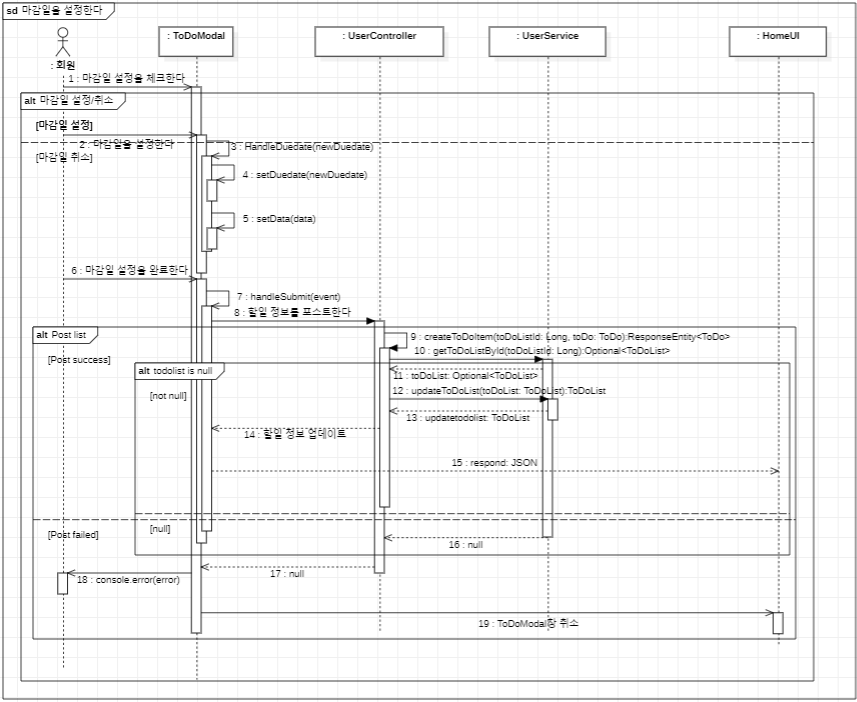 sd 마감일을 설정한다
: ToDoModal
: UserController
: UserService
: HomeUI
: 회원
1 : 마감일 설정을 체크한다
alt 마감일 설정/취소
[마감일 설정]
2 : 마감일을 설정한다
3 : HandleDuedate(newDuedate)
[마감일 취소]
4 : setDuedate(newDuedate)
5 : setData(data)
6 : 마감일 설정을 완료한다
7 : handleSubmit(event)
8 : 할일 정보를 포스트한다
alt Post list
9 : createToDoItem(toDoListId: Long, toDo: ToDo):ResponseEntity<ToDo>
10 : getToDoListById(toDoListId: Long):Optional<ToDoList>
[Post success]
alt todolist is null
11 : toDoList: Optional<ToDoList>
12 : updateToDoList(toDoList: ToDoList):ToDoList
[not null]
13 : updatetodolist: ToDoList
14 : 할일 정보 업데이트
15 : respond: JSON
[null]
[Post failed]
16 : null
17 : null
18 : console.error(error)
19 : ToDoModal창 취소